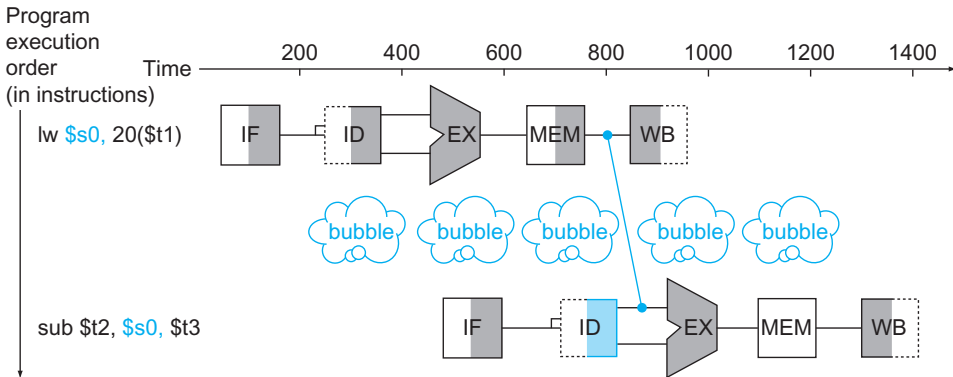 Program
execution
order
(in instructions)
Time
200 400 600 800 1000 1200 1400
lw $s0, 20($t1)
IF ID EX MEM WB
bubble bubble bubble bubble bubble
sub $t2, $s0, $t3
IF ID EX MEM WB